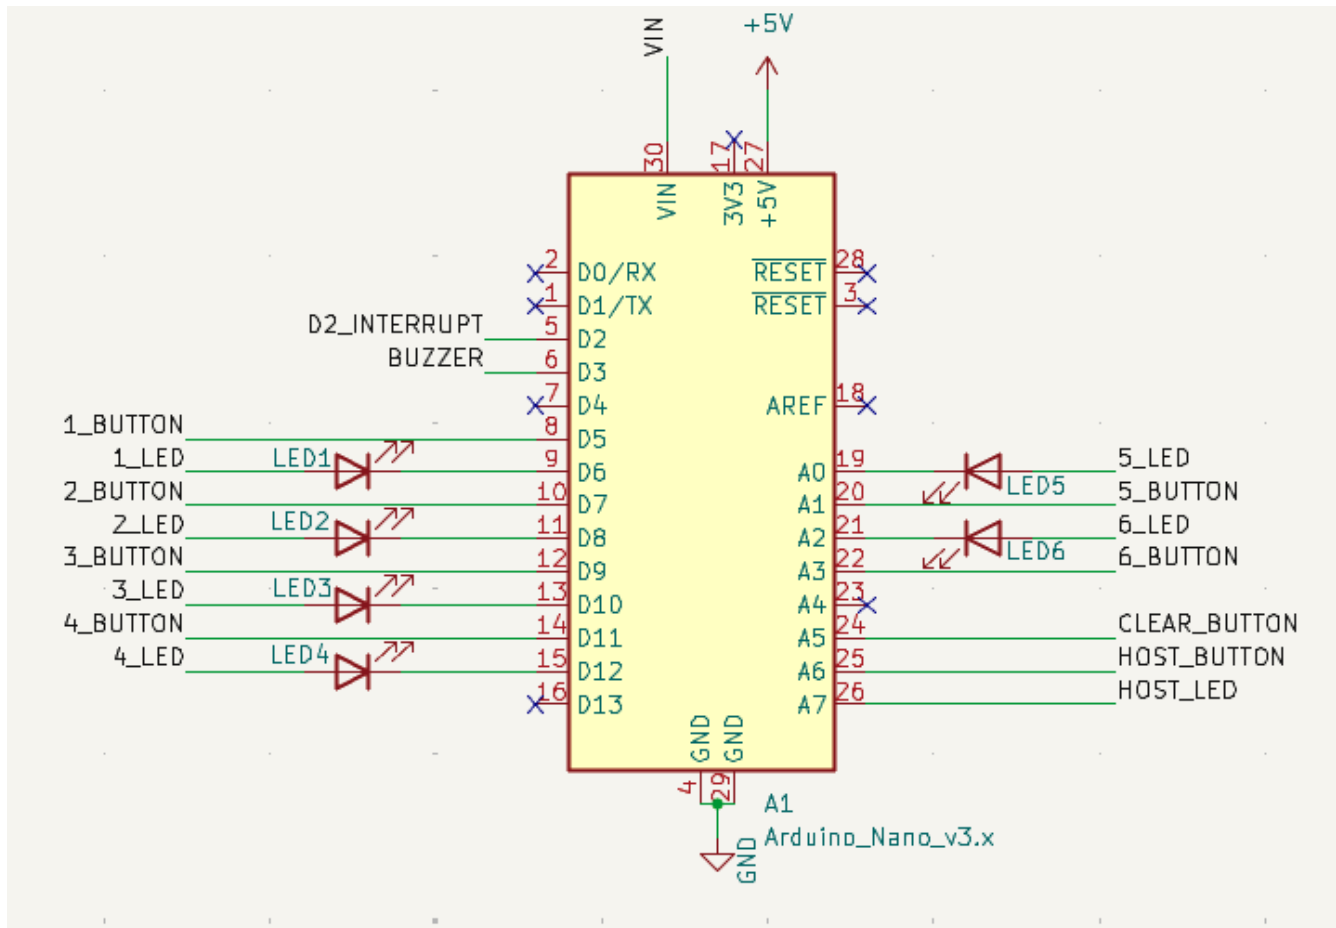 VIN
+5V
30
17
27
VIN
3V3
+5V
2 D0/RX
1 D1/TX
D2_INTERRUPT 5 D2
BUZZER 6 D3
7 D4
1_BUTTON 8 D5
1_LED LED1 9 D6
2_BUTTON 10 D7
2_LED LED2 11 D8
3_BUTTON 12 D9
3_LED LED3 13 D10
4_BUTTON 14 D11
4_LED LED4 15 D12
16 D13
RESET 28
RESET 3
AREF 18
A0 19 5_LED
LED5
A1 20 5_BUTTON
A2 21 6_LED
LED6
A3 22 6_BUTTON
A4 23
A5 24 CLEAR_BUTTON
A6 25 HOST_BUTTON
A7 26 HOST_LED
GND
GND
4
29
A1
Arduino_Nano_v3.x
GND